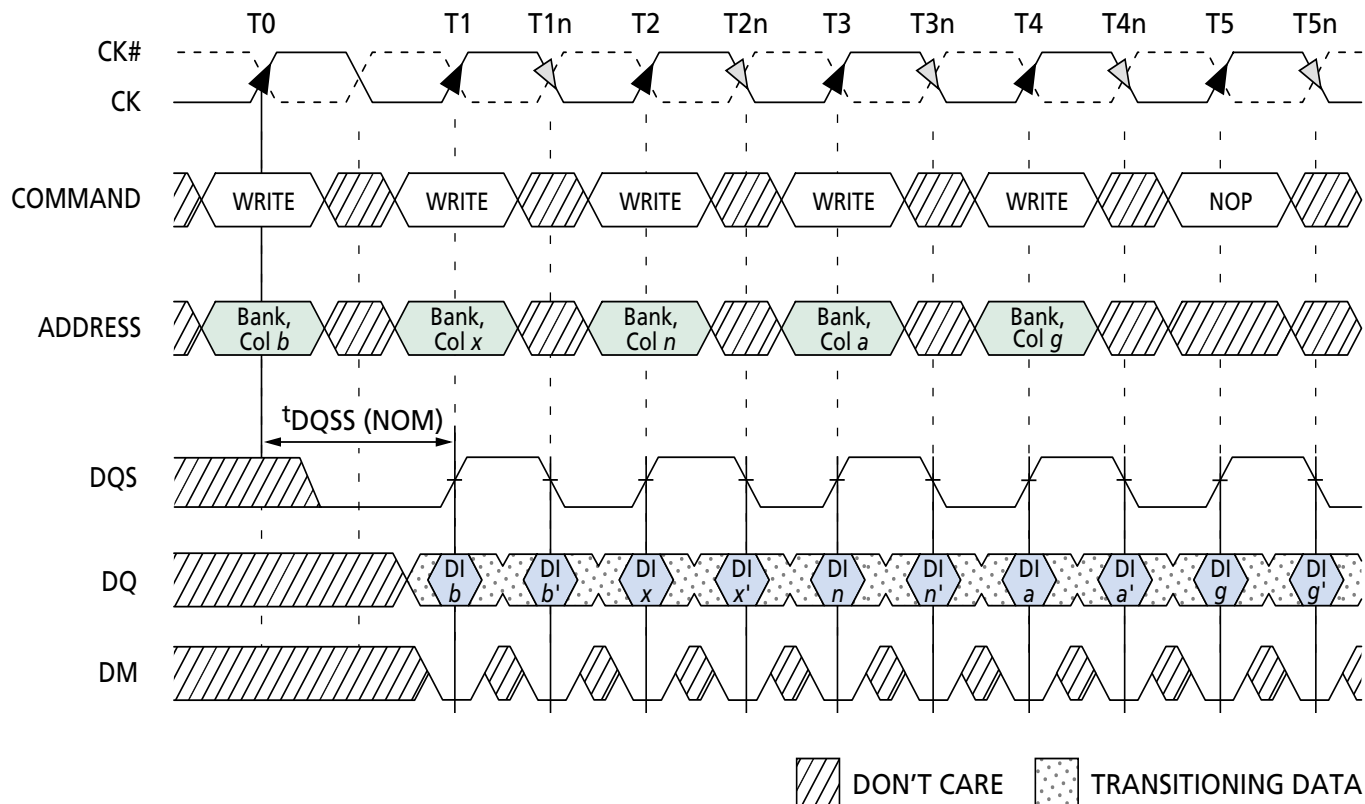 T0 T1 T1n T2 T2n T3 T3n T4 T4n T5 T5n
CK#
CK
COMMAND WRITE WRITE WRITE WRITE WRITE NOP
ADDRESS Bank, Col b Bank, Col x Bank, Col n Bank, Col a Bank, Col g
tDQSS (NOM)
DQS
DQ DI b DI b' DI x DI x' DI n DI n' DI a DI a' DI g DI g'
DM
DON'T CARE TRANSITIONING DATA